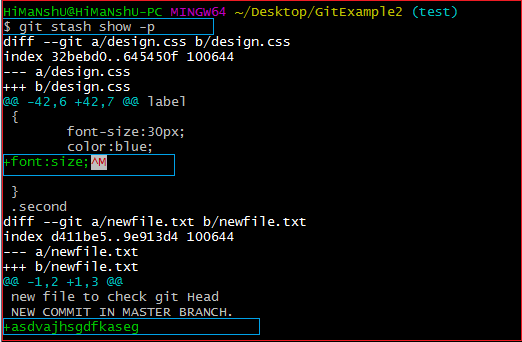 HiMaNshU@HiMaNShU-PC MINGW64 ~/Desktop/GitExample2 (test)
$ git stash show -p
diff --git a/design.css b/design.css
index 32bebd0..645450f 100644
--- a/design.css
+++ b/design.css
@@ -42,6 +42,7 @@ label
{
font-size:30px;
color:blue;
+font:size;^M
}
.second
diff --git a/newfile.txt b/newfile.txt
index d411be5..9e913d4 100644
--- a/newfile.txt
+++ b/newfile.txt
@@ -1,2 +1,3 @@
new file to check git Head
NEW COMMIT IN MASTER BRANCH.
+asdvajhsgdfkaseg